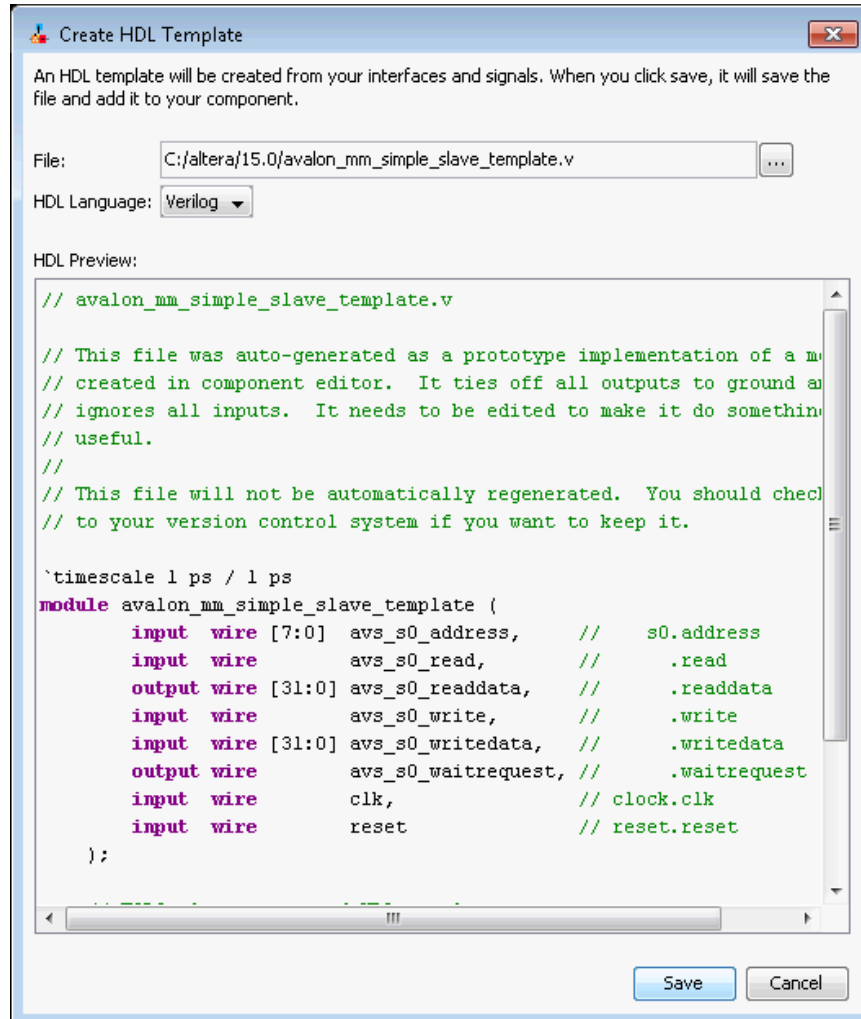 Create HDL Template
An HDL template will be created from your interfaces and signals. When you click save, it will save the
file and add it to your component.
File: C:/altera/15.0/avalon_mm_simple_slave_template.v ...
HDL Language: Verilog
HDL Preview:
// avalon_mm_simple_slave_template.v
// This file was auto-generated as a prototype implementation of a
// created in component editor.  It ties off all outputs to ground
// ignores all inputs.  It needs to be edited to make it do
// useful.
//
// This file will not be automatically regenerated.  You should
// to your version control system if you want to keep it.
`timescale 1 ps / 1 ps
module avalon_mm_simple_slave_template (
input  wire [7:0]  avs_s0_address,     //    s0.address
input  wire        avs_s0_read,        //      .read
output wire [31:0] avs_s0_readdata,    //      .readdata
input  wire        avs_s0_write,       //      .write
input  wire [31:0] avs_s0_writedata,   //      .writedata
output wire        avs_s0_waitrequest, //      .waitrequest
input  wire        clk,                // clock.clk
input  wire        reset               // reset.reset
);
Save Cancel